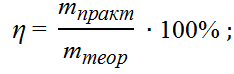 η = m_практ / m_теор · 100% ;